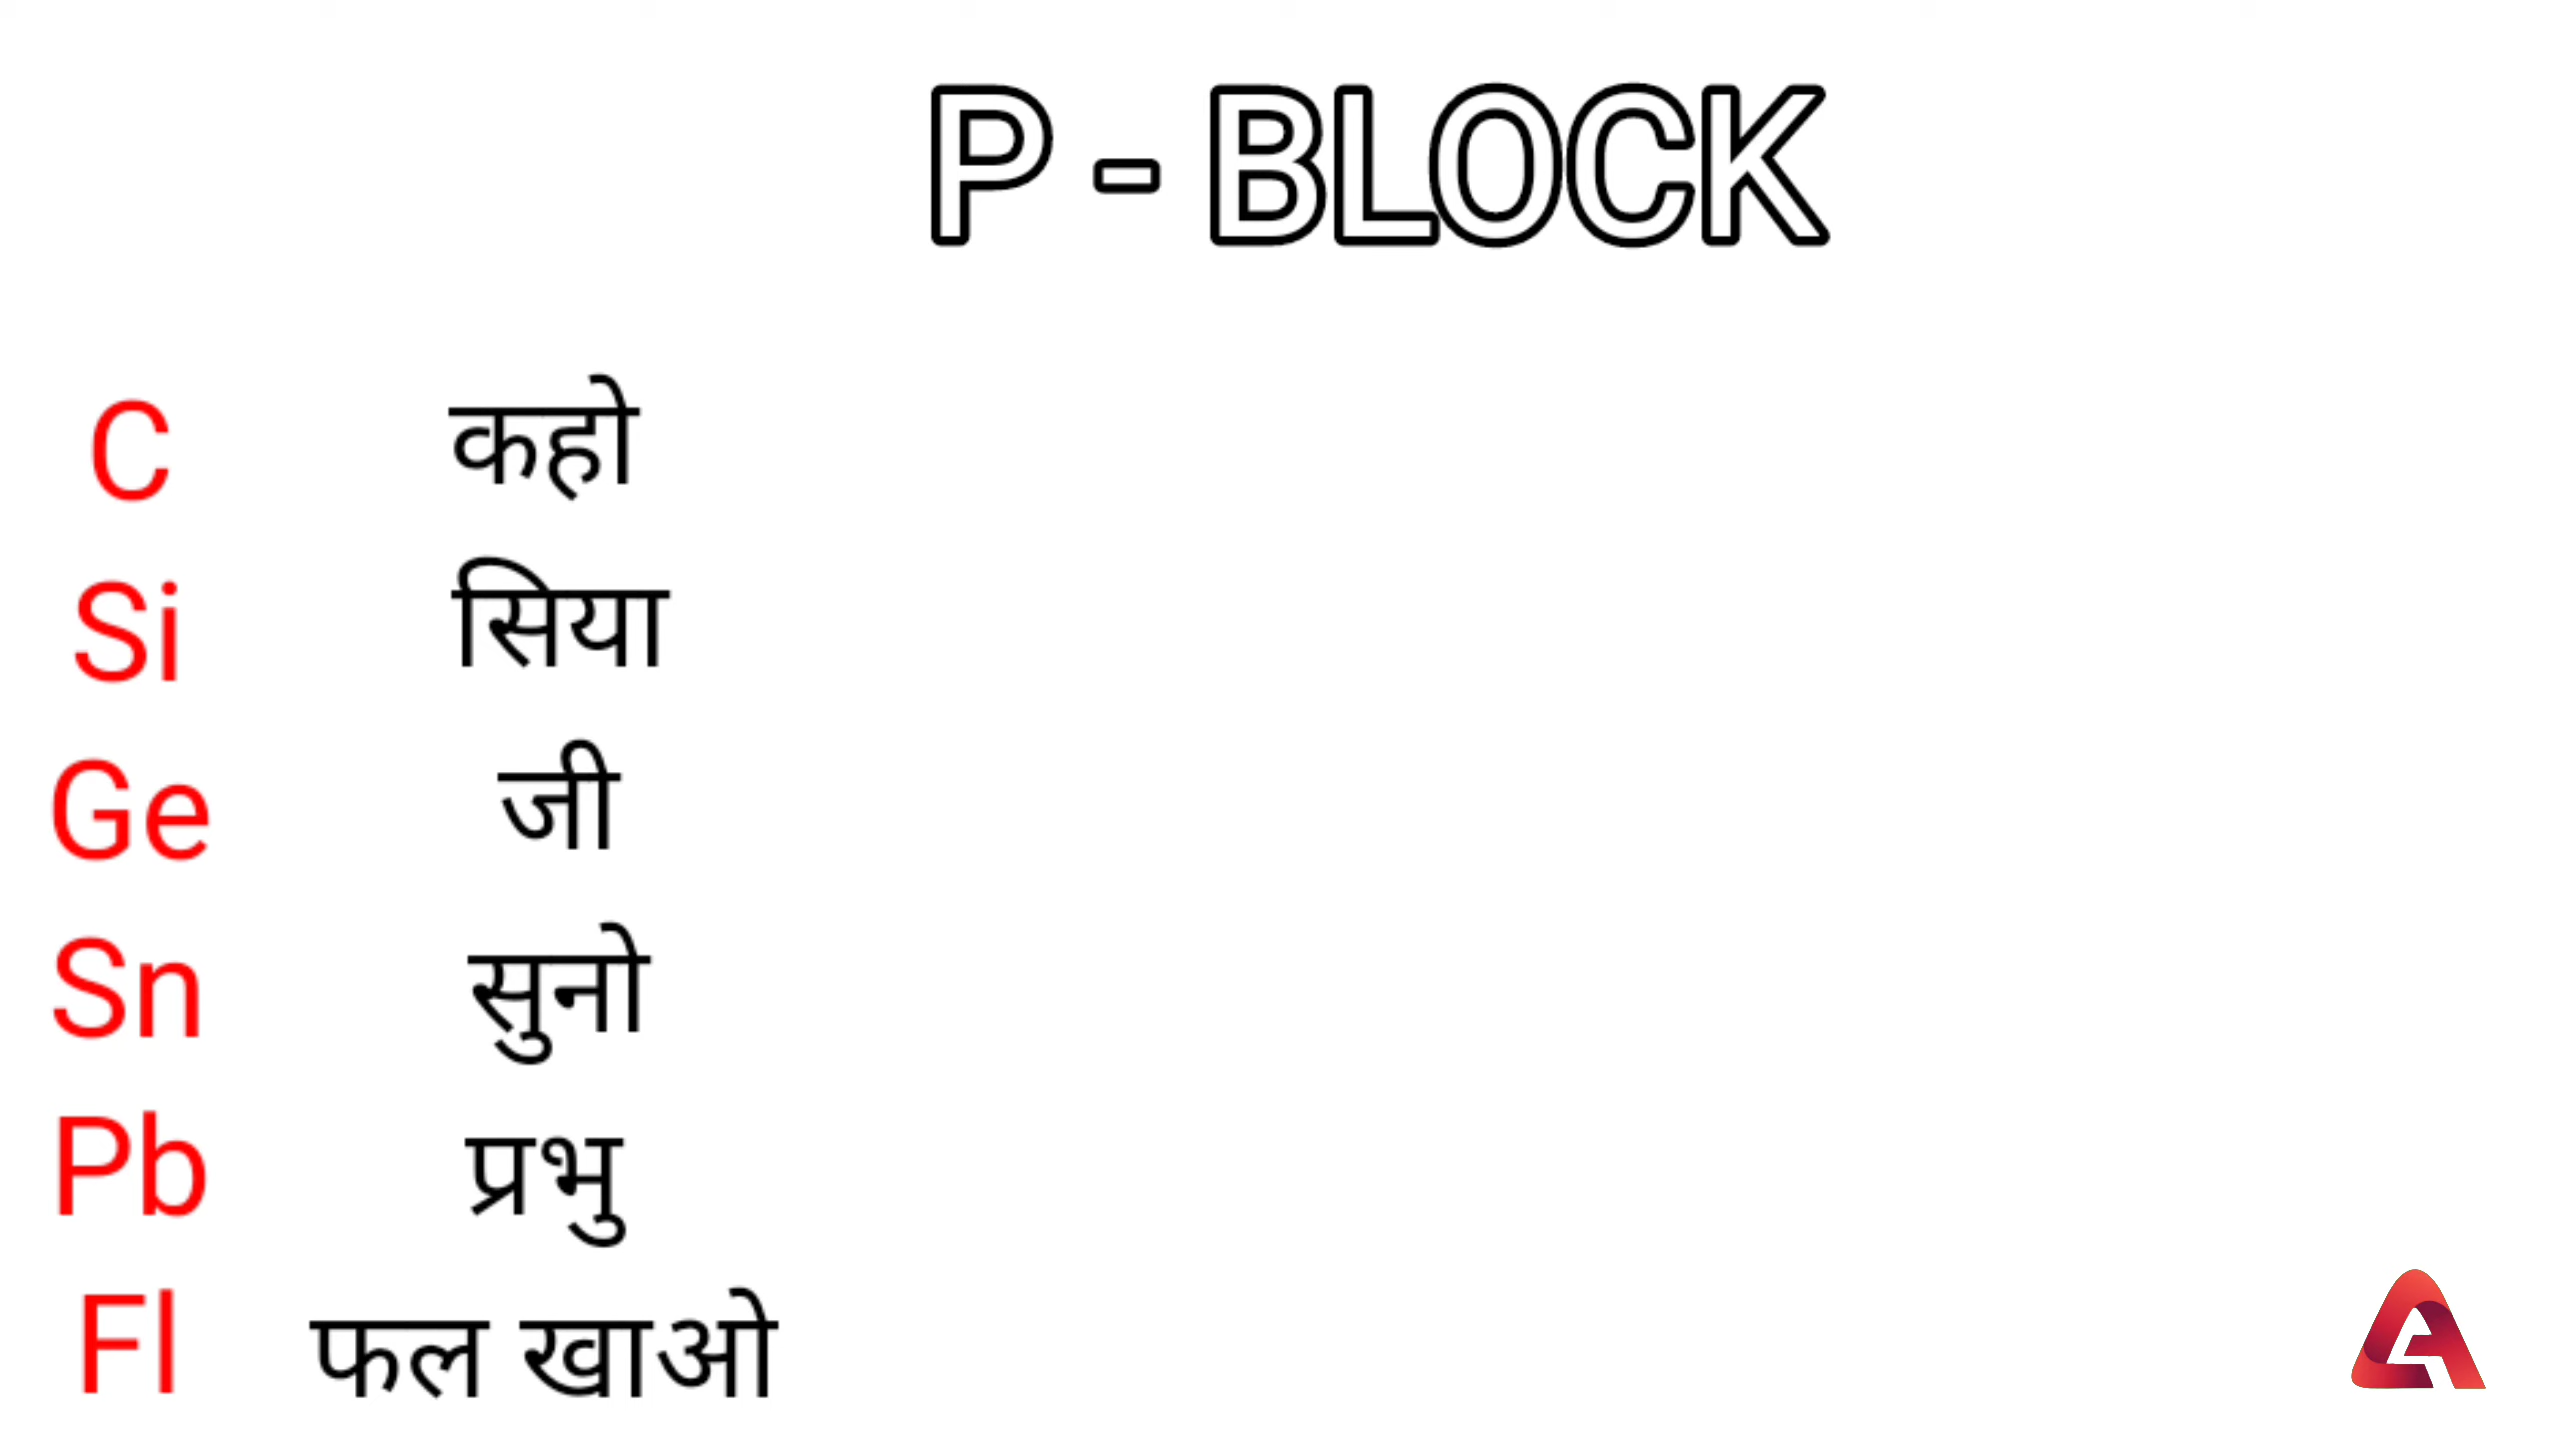 P - BLOCK
C कहो
Si सिया
Ge जी
Sn सुनो
Pb प्रभु
Fl फल खाओ